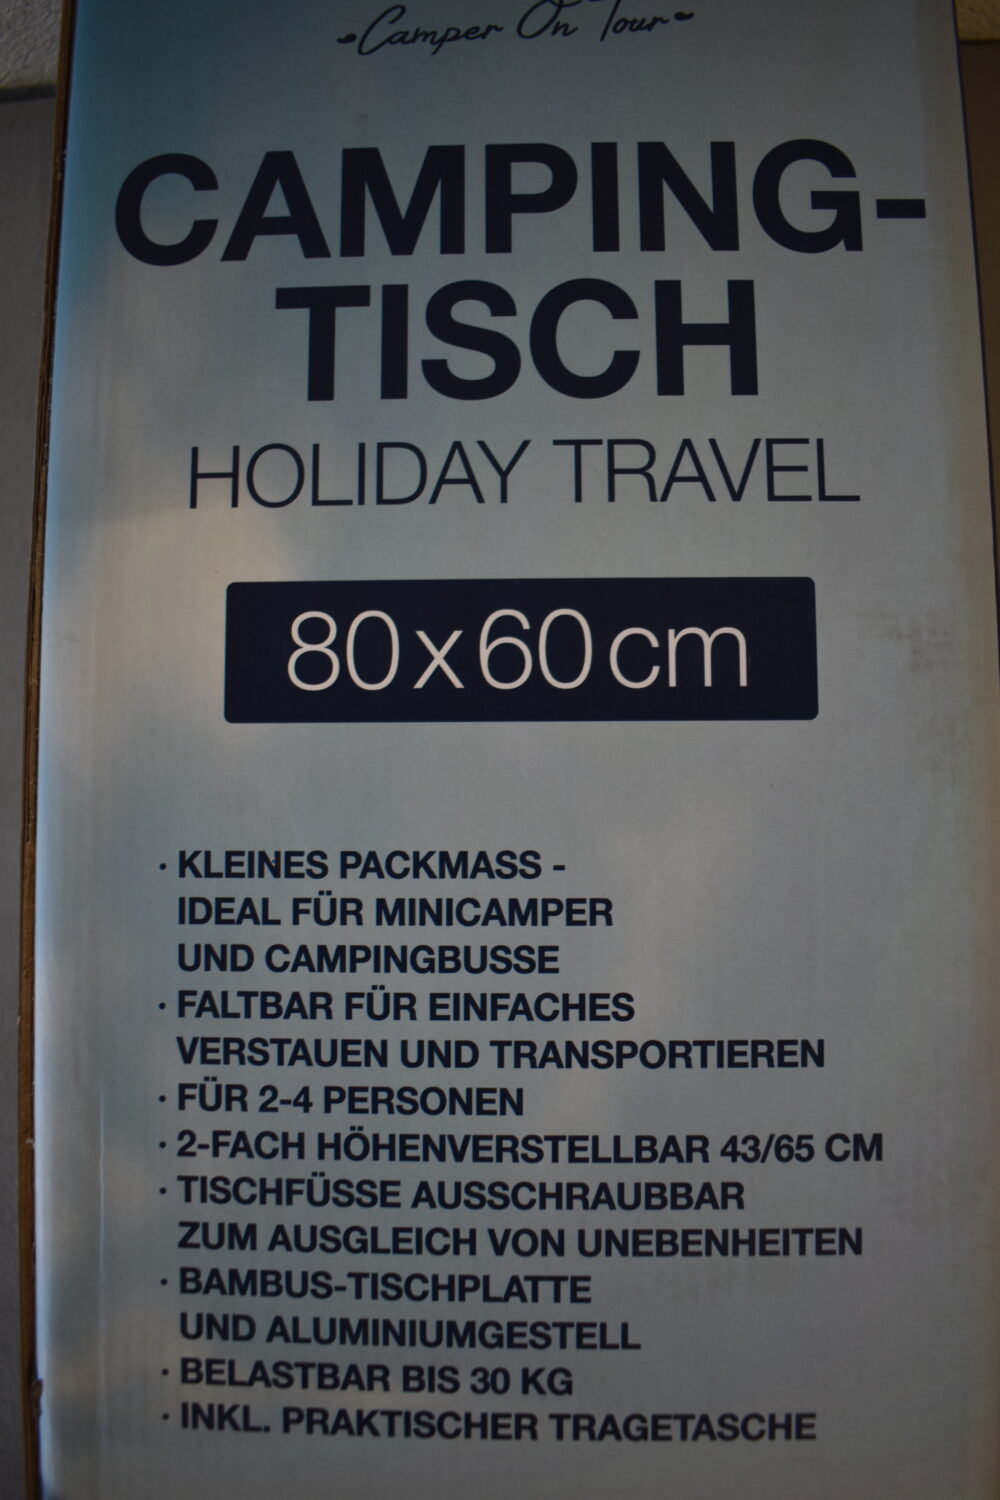 Camper On Tour
CAMPING-
TISCH
HOLIDAY TRAVEL
80x60cm
· KLEINES PACKMASS -
IDEAL FÜR MINICAMPER
UND CAMPINGBUSSE
· FALTBAR FÜR EINFACHES
VERSTAUEN UND TRANSPORTIEREN
· FÜR 2-4 PERSONEN
· 2-FACH HÖHENVERSTELLBAR 43/65 CM
· TISCHFÜSSE AUSSCHRAUBBAR
ZUM AUSGLEICH VON UNEBENHEITEN
· BAMBUS-TISCHPLATTE
UND ALUMINIUMGESTELL
· BELASTBAR BIS 30 KG
· INKL. PRAKTISCHER TRAGETASCHE